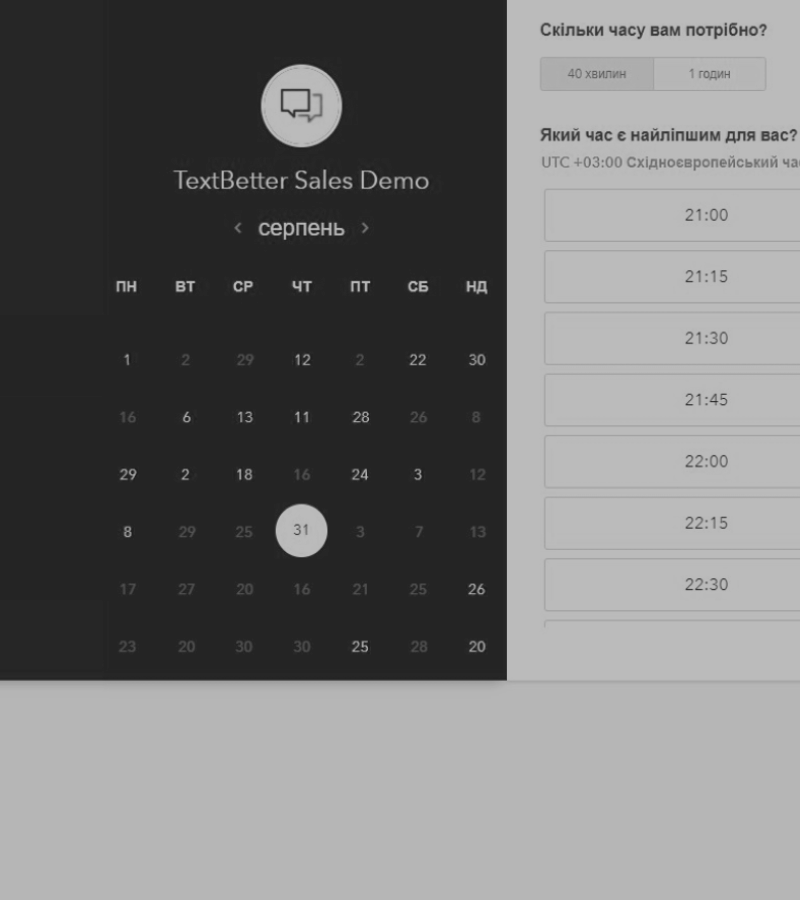 TextBetter Sales Demo
‹ серпень ›
ПН ВТ СР ЧТ ПТ СБ НД
1 2 29 12 2 22 30
16 6 13 11 28 26 8
29 2 18 16 24 3 12
8 29 25 31 3 7 13
17 27 20 16 21 25 26
23 20 30 30 25 28 20
Скільки часу вам потрібно?
40 хвилин 1 годин
Який час є найліпшим для вас?
UTC +03:00 Східноєвропейський ча
21:00
21:15
21:30
21:45
22:00
22:15
22:30